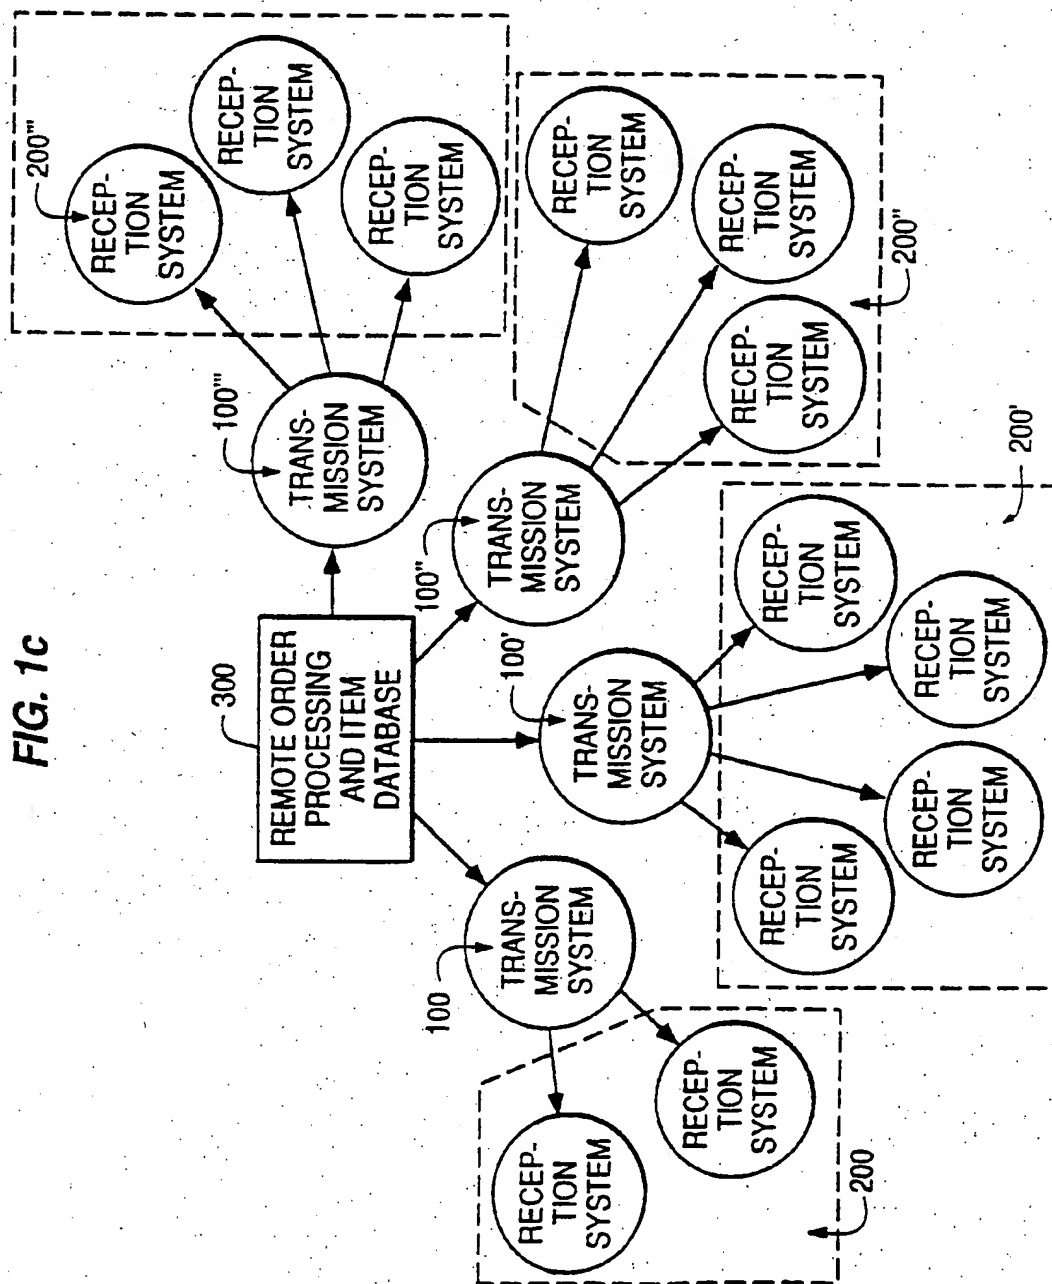 FIG. 1c
300
REMOTE ORDER
PROCESSING
AND ITEM
DATABASE
100
TRANS-
MISSION
SYSTEM
100'
TRANS-
MISSION
SYSTEM
100''
TRANS-
MISSION
SYSTEM
100'''
TRANS-
MISSION
SYSTEM
200'''
RECEP-
TION
SYSTEM
RECEP-
TION
SYSTEM
RECEP-
TION
SYSTEM
RECEP-
TION
SYSTEM
RECEP-
TION
SYSTEM
RECEP-
TION
SYSTEM
200''
RECEP-
TION
SYSTEM
RECEP-
TION
SYSTEM
RECEP-
TION
SYSTEM
RECEP-
TION
SYSTEM
200'
RECEP-
TION
SYSTEM
RECEP-
TION
SYSTEM
200